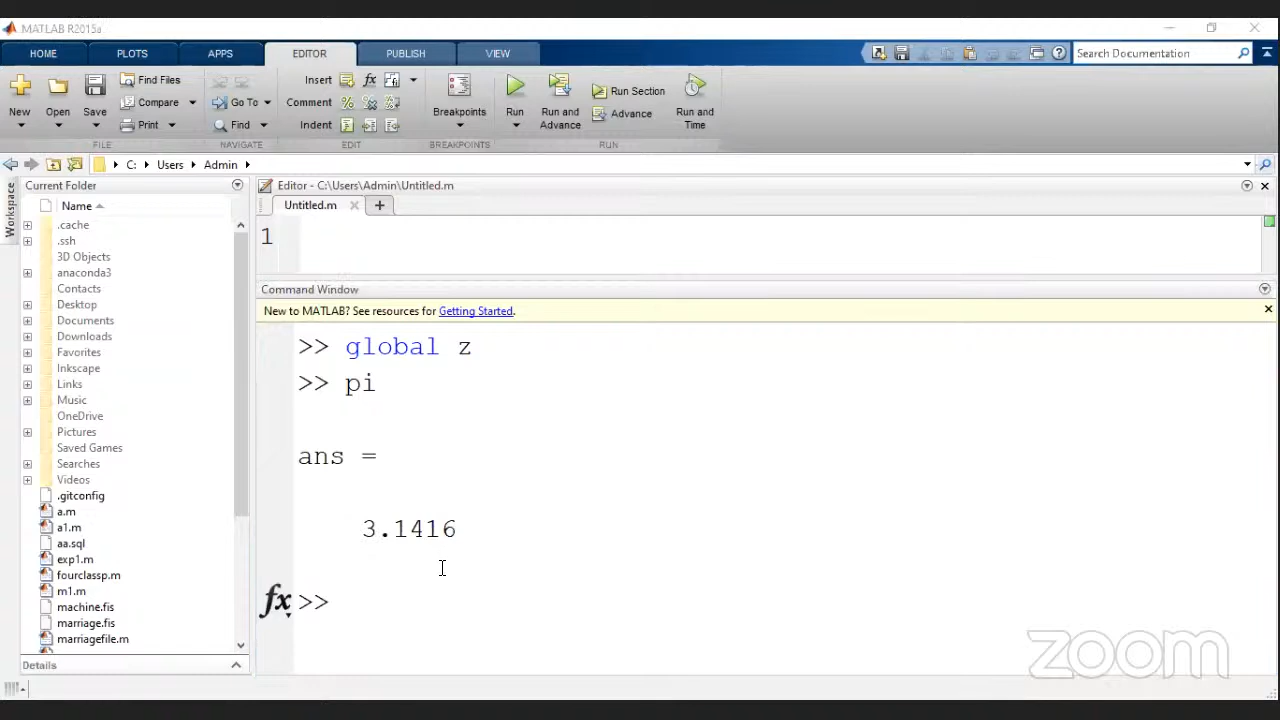 MATLAB R2015a
HOME PLOTS APPS EDITOR PUBLISH VIEW Search Documentation
New Open Save Find Files Compare Print Go To Find Insert fx Comment Indent Breakpoints Run Run and Advance Run Section Advance Run and Time
FILE NAVIGATE EDIT BREAKPOINTS RUN
C: Users Admin
Workspace
Current Folder
Name
.cache
.ssh
3D Objects
anaconda3
Contacts
Desktop
Documents
Downloads
Favorites
Inkscape
Links
Music
OneDrive
Pictures
Saved Games
Searches
Videos
.gitconfig
a.m
a1.m
aa.sql
exp1.m
fourclassp.m
m1.m
machine.fis
marriage.fis
marriagefile.m
Details
Editor - C:\Users\Admin\Untitled.m
Untitled.m
1
Command Window
New to MATLAB? See resources for Getting Started.
>> global z
>> pi
ans =
3.1416
fx >>
zoom